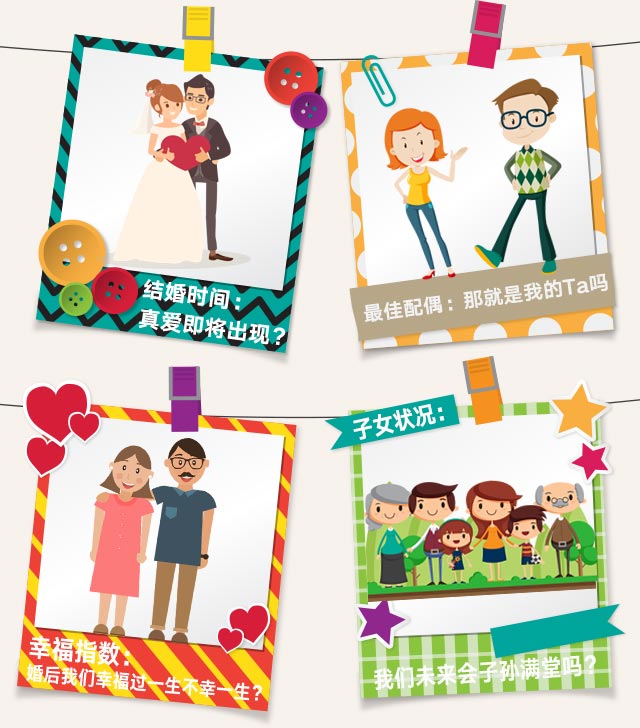 结婚时间：
真爱即将出现？
最佳配偶：那就是我的Ta吗
子女状况：
我们未来会子孙满堂吗？
幸福指数：
婚后我们幸福过一生不幸一生？